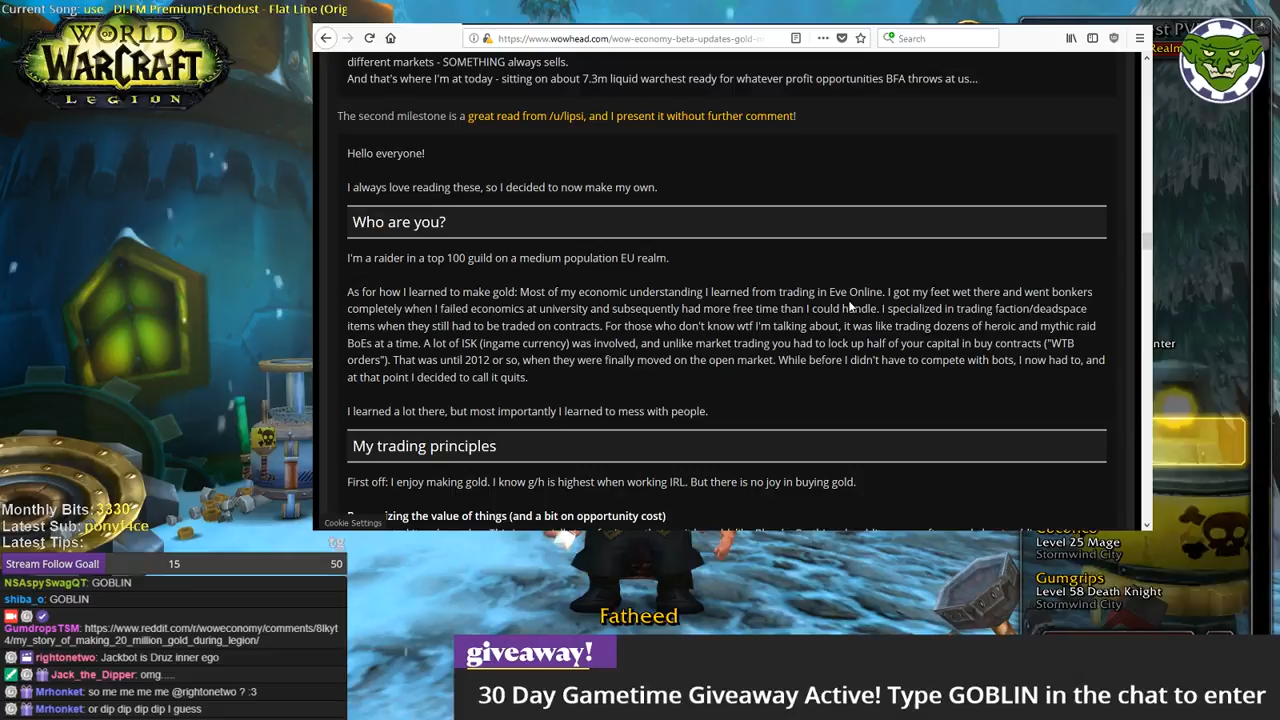 Current Song: use _ DI.FM Premium)Echodust - Flat Line (Orig
WORLD
OF
WARCRAFT
LEGION
https://www.wowhead.com/wow-economy-beta-updates-gold-m
Search
different markets - SOMETHING always sells.
And that's where I'm at today - sitting on about 7.3m liquid warchest ready for whatever profit opportunities BFA throws at us...
The second milestone is a great read from /u/lipsi, and I present it without further comment!
Hello everyone!
I always love reading these, so I decided to now make my own.
Who are you?
I'm a raider in a top 100 guild on a medium population EU realm.
As for how I learned to make gold: Most of my economic understanding I learned from trading in Eve Online. I got my feet wet there and went bonkers
completely when I failed economics at university and subsequently had more free time than I could handle. I specialized in trading faction/deadspace
items when they still had to be traded on contracts. For those who don't know wtf I'm talking about, it was like trading dozens of heroic and mythic raid
BoEs at a time. A lot of ISK (ingame currency) was involved, and unlike market trading you had to lock up half of your capital in buy contracts ("WTB
orders"). That was until 2012 or so, when they were finally moved on the open market. While before I didn't have to compete with bots, I now had to, and
at that point I decided to call it quits.
I learned a lot there, but most importantly I learned to mess with people.
My trading principles
First off: I enjoy making gold. I know g/h is highest when working IRL. But there is no joy in buying gold.
the value of things (and a bit on opportunity cost)
Cookie Settings
Monthly Bits: 3330
Latest Sub: ponyf4ce
Latest Tips:
Stream Follow Goal! 15 50
NSAspySwagQT: GOBLIN
shiba_o: GOBLIN
GumdropsTSM: https://www.reddit.com/r/woweconomy/comments/8lkyt
4/my_story_of_making_20_million_gold_during_legion/
rightonetwo: Jackbot is Druz inner ego
Jack_the_Dipper: omg.....
Mrhonket: so me me me me @rightonetwo ? :3
Mrhonket: or dip dip dip dip I guess
Level 25 Mage
Stormwind City
Gumgrips
Level 58 Death Knight
Stormwind City
Fatheed
giveaway!
30 Day Gametime Giveaway Active! Type GOBLIN in the chat to enter